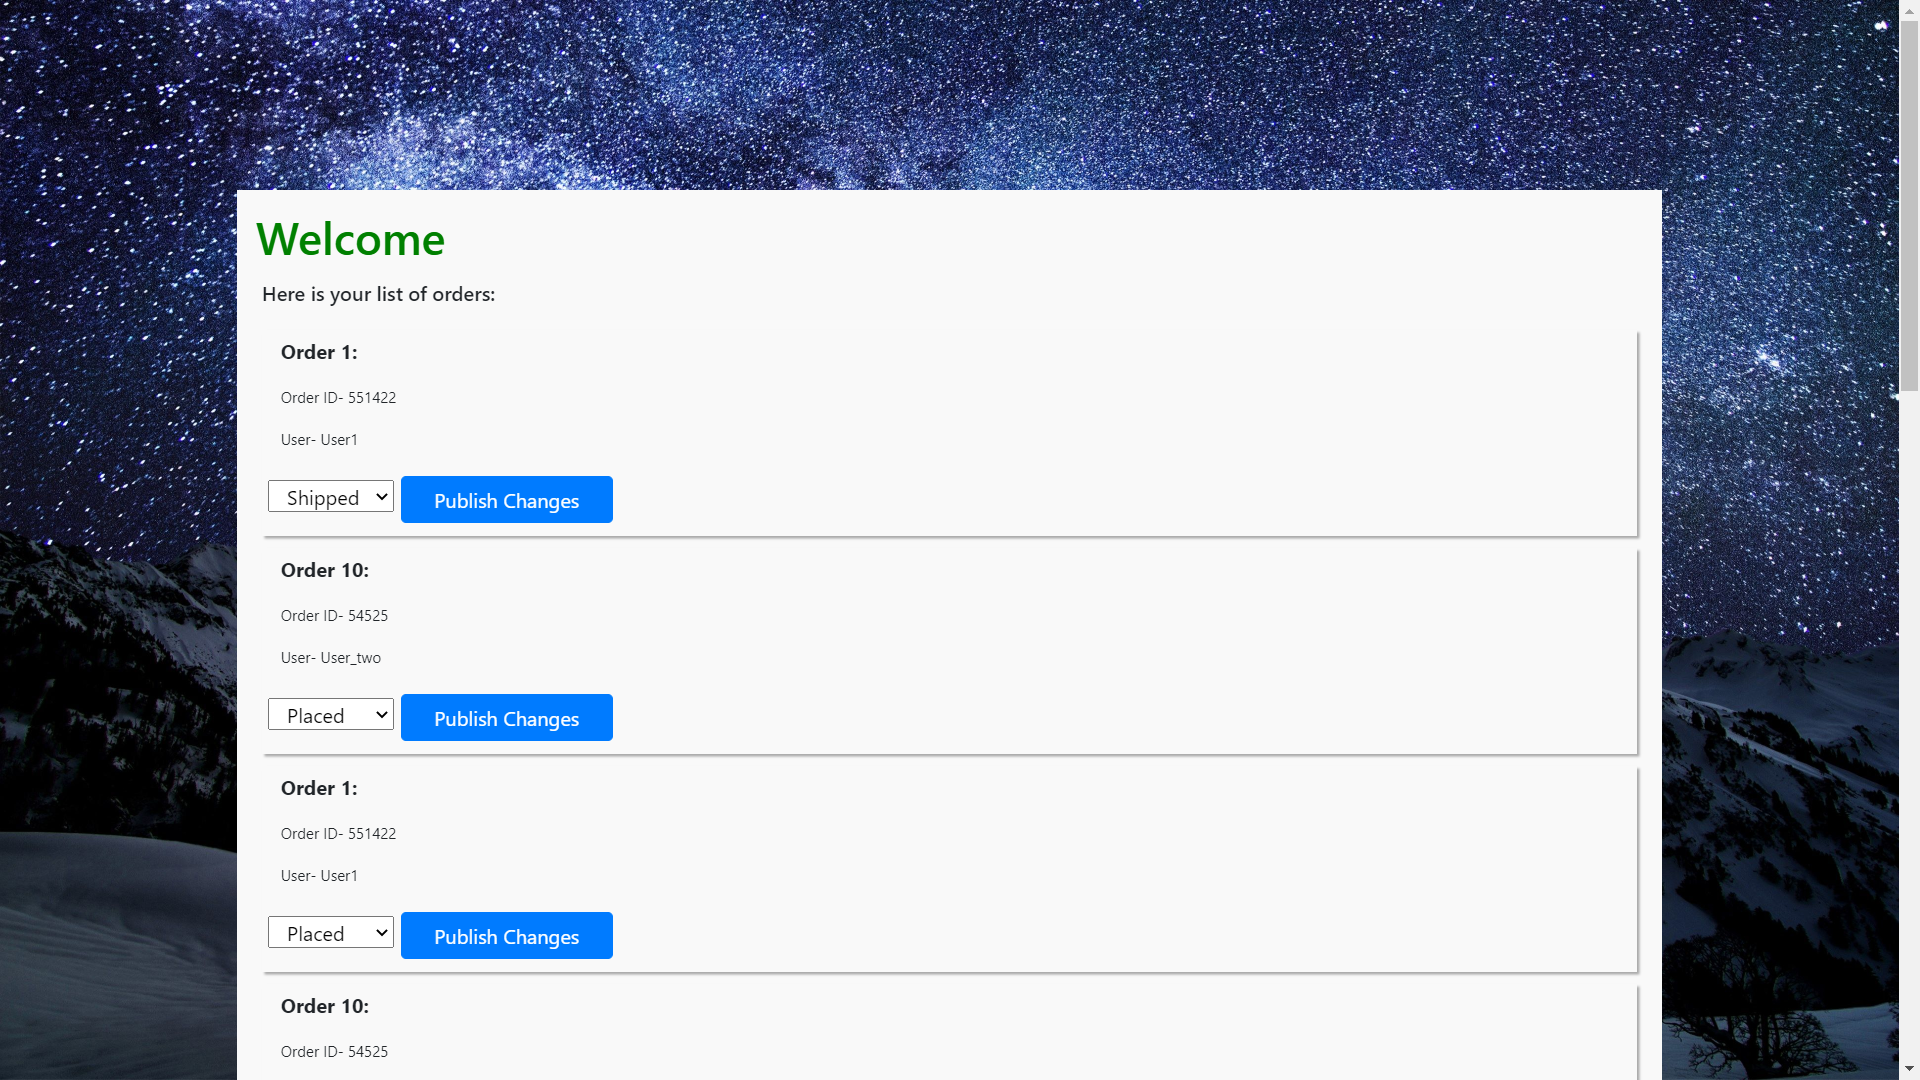 Welcome
Here is your list of orders:
Order 1:
Order ID- 551422
User- User1
Shipped
Publish Changes
Order 10:
Order ID- 54525
User- User_two
Placed
Publish Changes
Order 1:
Order ID- 551422
User- User1
Placed
Publish Changes
Order 10:
Order ID- 54525